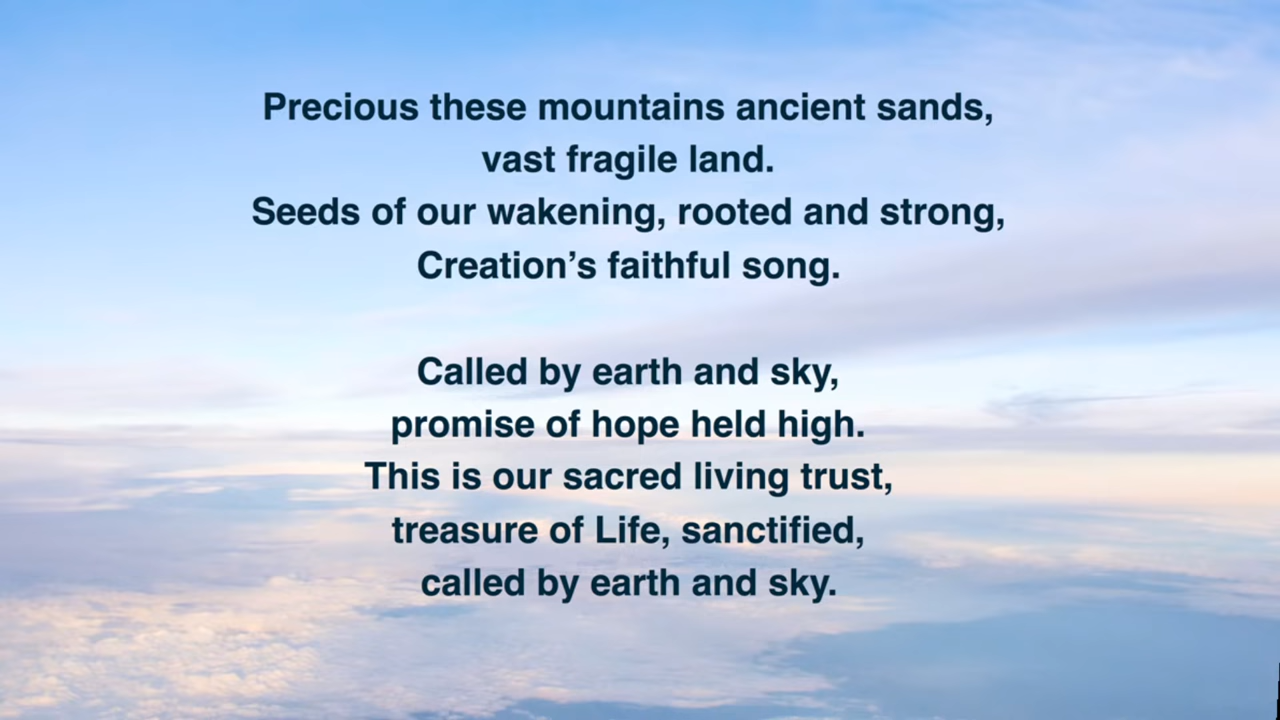 Precious these mountains ancient sands,
vast fragile land.
Seeds of our wakening, rooted and strong,
Creation’s faithful song.
Called by earth and sky,
promise of hope held high.
This is our sacred living trust,
treasure of Life, sanctified,
called by earth and sky.